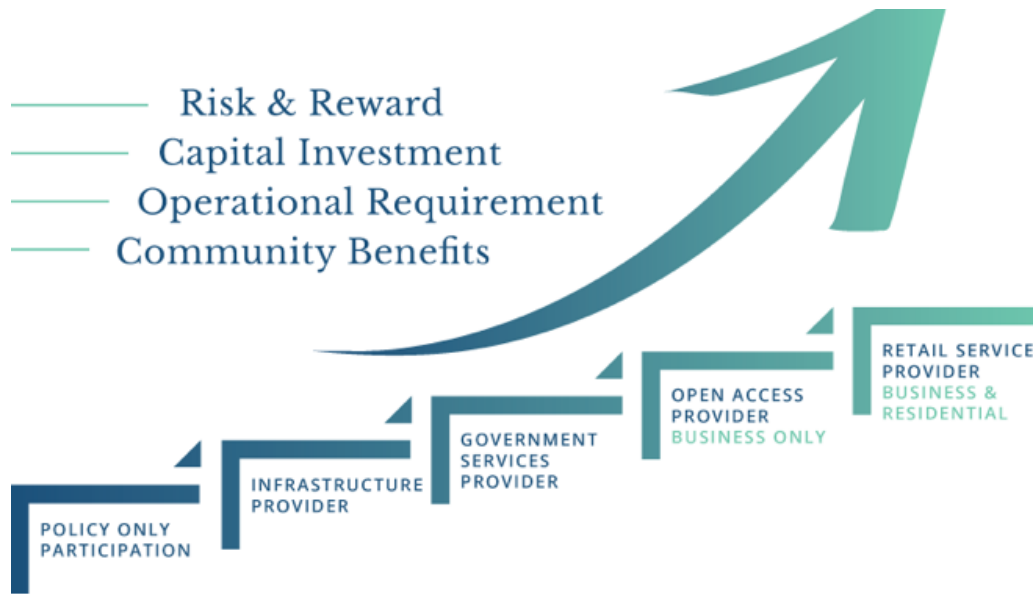 Risk & Reward
Capital Investment
Operational Requirement
Community Benefits
POLICY ONLY
PARTICIPATION
INFRASTRUCTURE
PROVIDER
GOVERNMENT
SERVICES
PROVIDER
OPEN ACCESS
PROVIDER
BUSINESS ONLY
RETAIL SERVICE
PROVIDER
BUSINESS &
RESIDENTIAL